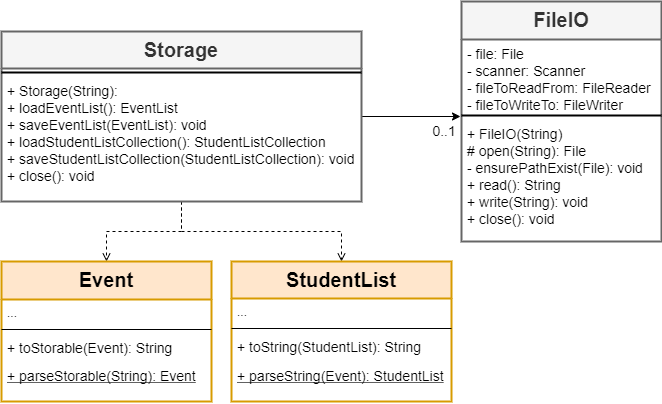 Storage
+ Storage(String):
+ loadEventList(): EventList
+ saveEventList(EventList): void
+ loadStudentListCollection(): StudentListCollection
+ saveStudentListCollection(StudentListCollection): void
+ close(): void
0..1
FileIO
- file: File
- scanner: Scanner
- fileToReadFrom: FileReader
- fileToWriteTo: FileWriter
+ FileIO(String)
# open(String): File
- ensurePathExist(File): void
+ read(): String
+ write(String): void
+ close(): void
Event
...
+ toStorable(Event): String
+ parseStorable(String): Event
StudentList
...
+ toString(StudentList): String
+ parseString(Event): StudentList